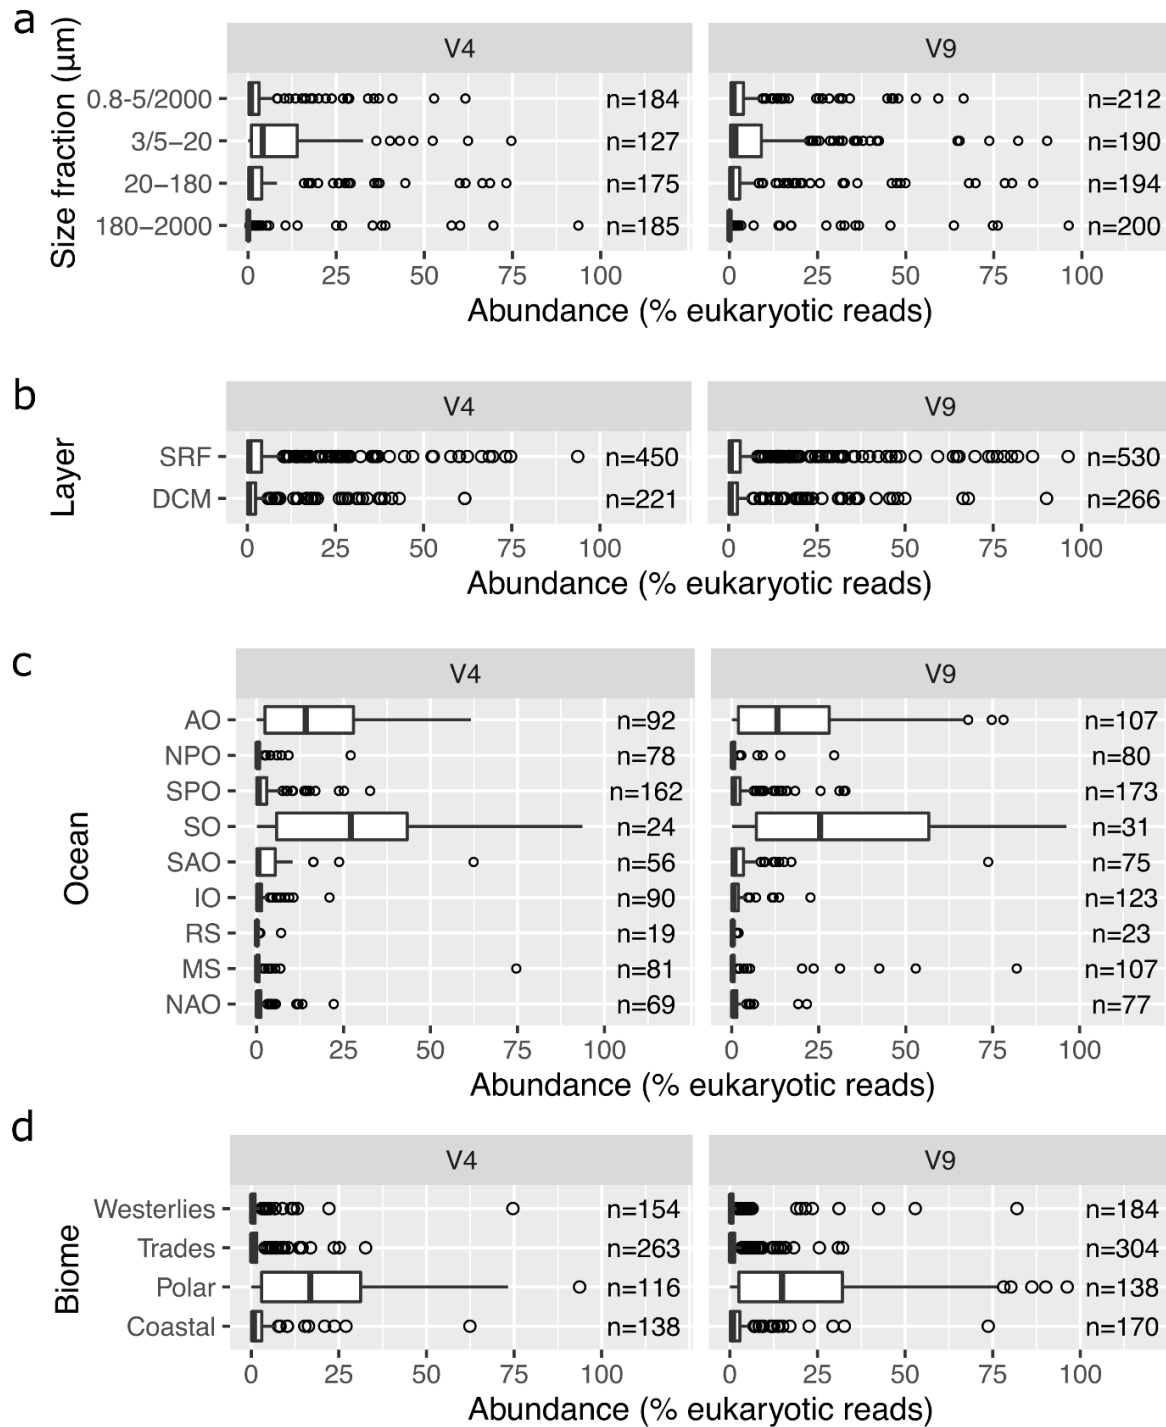 a
V4 V9
Size fraction (µm)
0.8−5/2000 n=184 n=212
3/5−20 n=127 n=190
20−180 n=175 n=194
180−2000 n=185 n=200
0 25 50 75 100 0 25 50 75 100
Abundance (% eukaryotic reads)
b
V4 V9
Layer
SRF n=450 n=530
DCM n=221 n=266
0 25 50 75 100 0 25 50 75 100
Abundance (% eukaryotic reads)
c
V4 V9
Ocean
AO n=92 n=107
NPO n=78 n=80
SPO n=162 n=173
SO n=24 n=31
SAO n=56 n=75
IO n=90 n=123
RS n=19 n=23
MS n=81 n=107
NAO n=69 n=77
0 25 50 75 100 0 25 50 75 100
Abundance (% eukaryotic reads)
d
V4 V9
Biome
Westerlies n=154 n=184
Trades n=263 n=304
Polar n=116 n=138
Coastal n=138 n=170
0 25 50 75 100 0 25 50 75 100
Abundance (% eukaryotic reads)